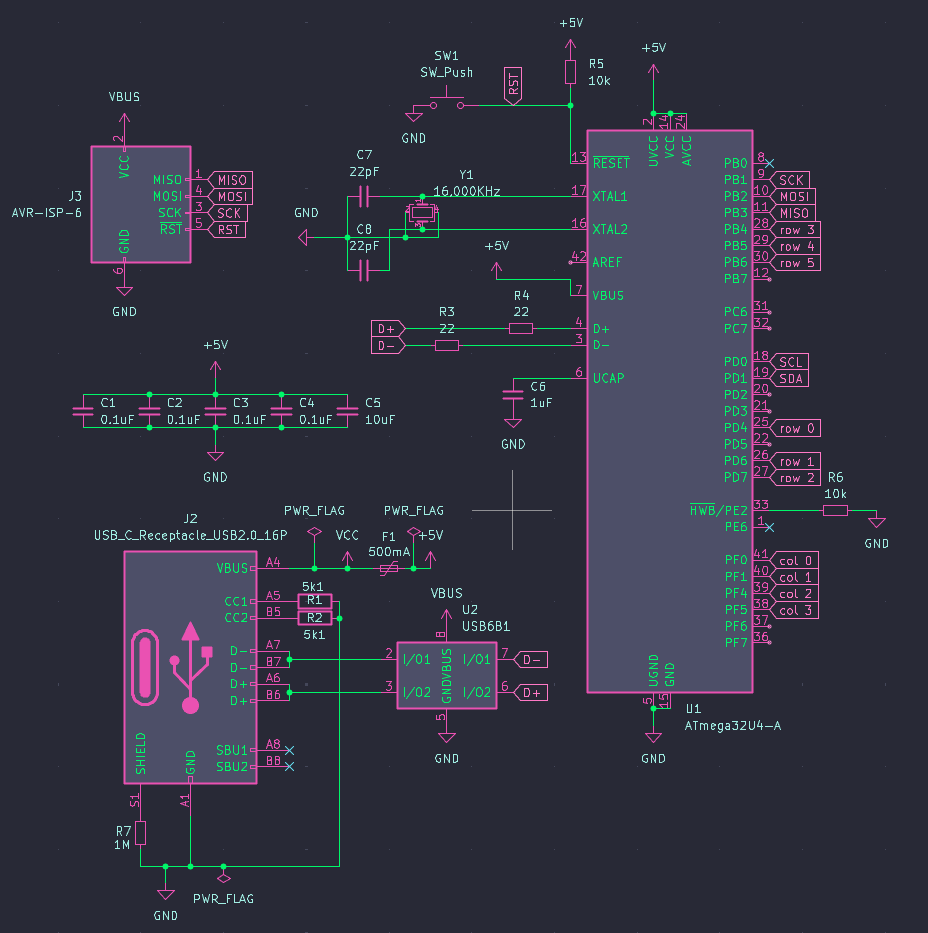 +5V
SW1
SW_Push
RST
R5
10k
+5V
GND
VBUS
2
VCC
J3
AVR-ISP-6
MISO 1 MISO
MOSI 4 MOSI
SCK 3 SCK
RST 5 RST
GND
6
GND
C7
22pF
Y1
16,000KHz
GND
C8
22pF
+5V
R4
22
R3
22
D+
D-
C6
1uF
GND
2 14 24
UVCC VCC AVCC
13 RESET
17 XTAL1
16 XTAL2
42 AREF
7 VBUS
4 D+
3 D-
6 UCAP
PB0 8
PB1 9 SCK
PB2 10 MOSI
PB3 11 MISO
PB4 28 row 3
PB5 29 row 4
PB6 30 row 5
PB7 12
PC6 31
PC7 32
PD0 18 SCL
PD1 19 SDA
PD2 20
PD3 21
PD4 25 row 0
PD5 22
PD6 26 row 1
PD7 27 row 2
HWB/PE2 33
PE6 1
R6
10k
GND
PF0 41 col 0
PF1 40 col 1
PF4 39 col 2
PF5 38 col 3
PF6 37
PF7 36
UGND GND
5 15
U1
ATmega32U4-A
GND
+5V
C1
0.1uF
C2
0.1uF
C3
0.1uF
C4
0.1uF
C5
10uF
GND
J2
USB_C_Receptacle_USB2.0_16P
PWR_FLAG
VCC
F1
500mA
PWR_FLAG
+5V
VBUS A4
CC1 A5
CC2 B5
5k1
R1
R2
5k1
D- A7
D- B7
D+ A6
D+ B6
SBU1 A8
SBU2 B8
SHIELD
GND
S1
A1
R7
1M
GND
PWR_FLAG
VBUS
U2
USB6B1
8
2 I/O1
3 I/O2
VBUS
GND
I/O1 7 D-
I/O2 6 D+
5
GND